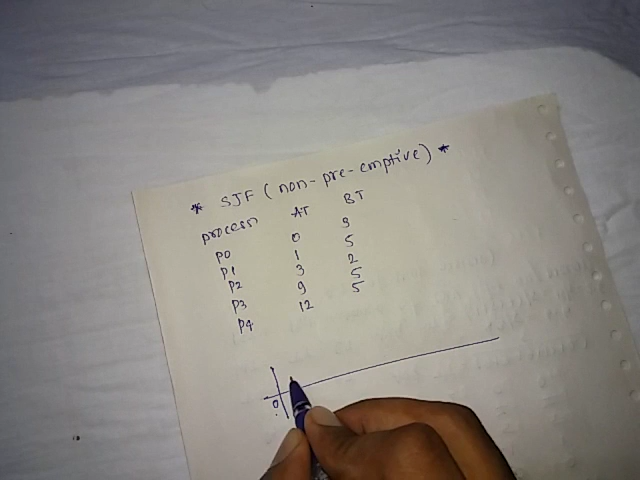 * SJF (non-pre-emptive) *
process AT BT
p0 0 3
p1 1 5
p2 3 2
p3 9 5
p4 12 5
0